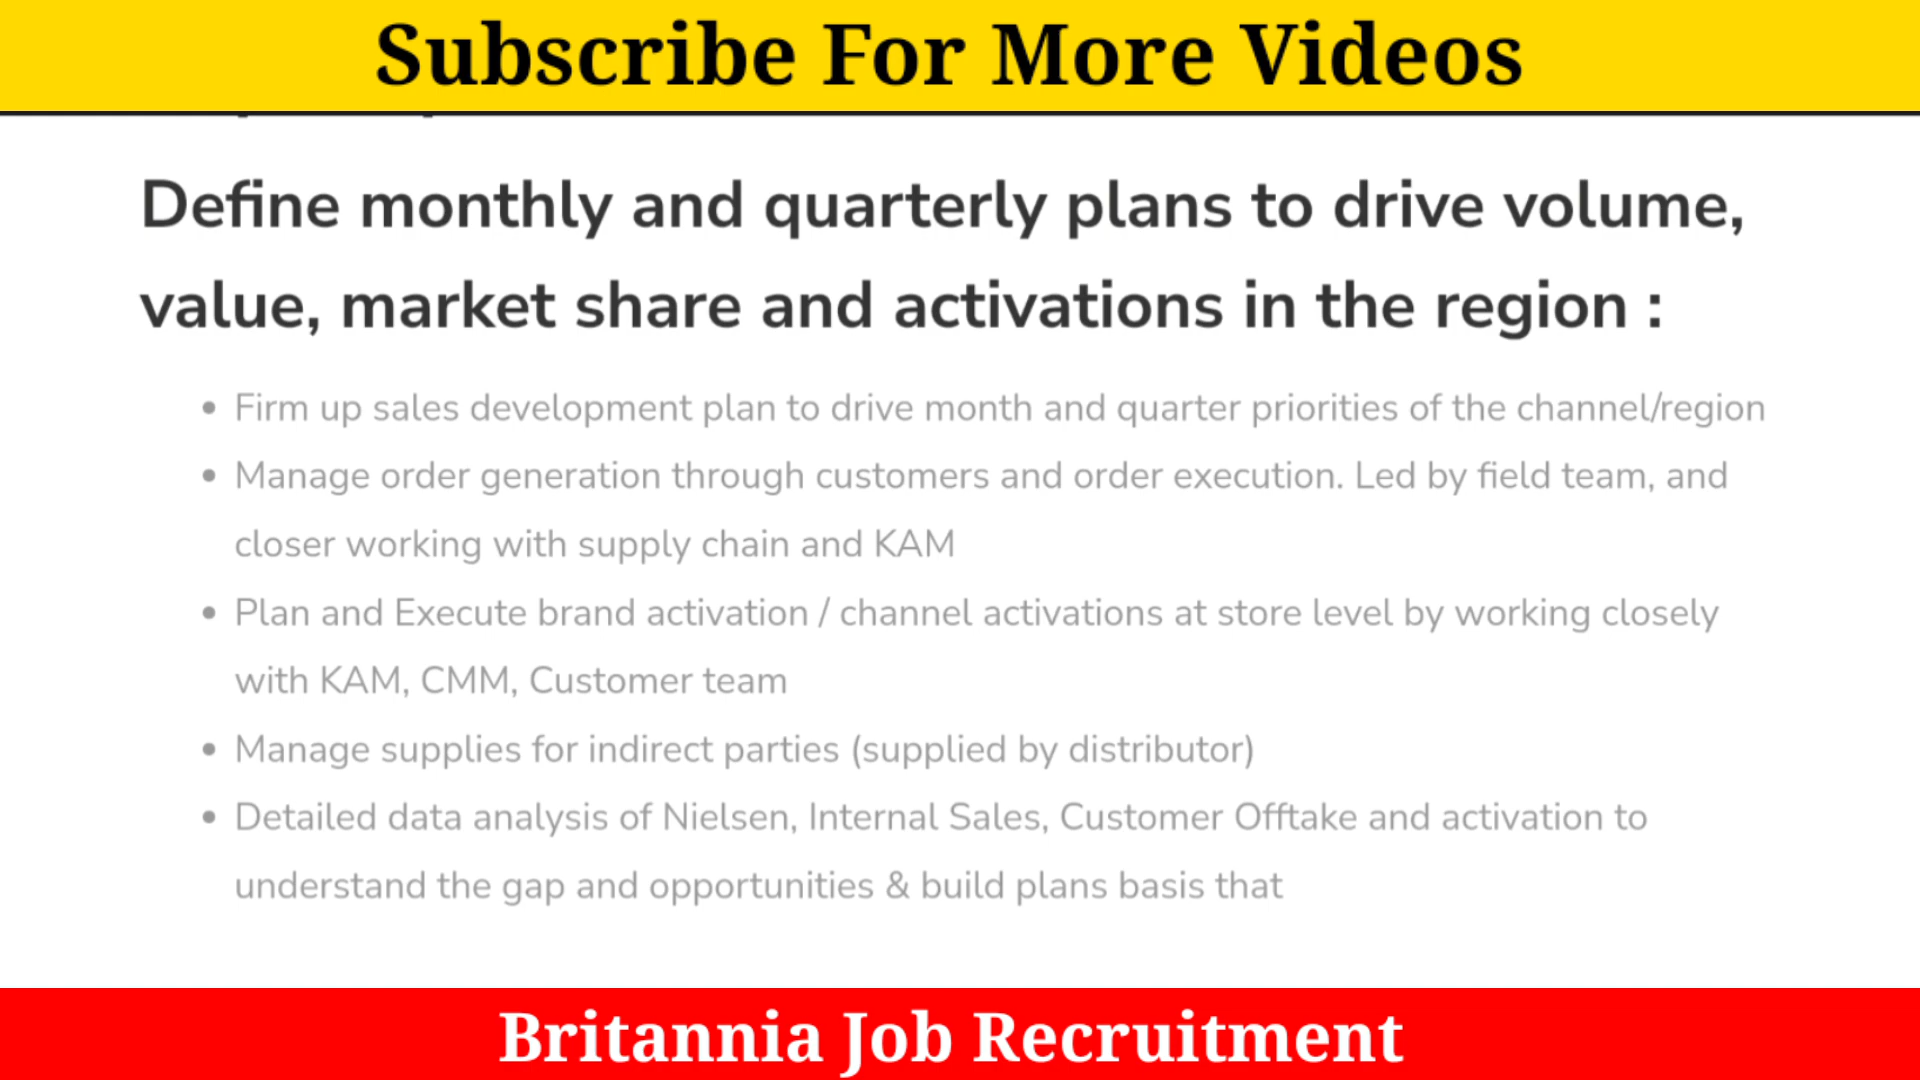 Subscribe For More Videos
Define monthly and quarterly plans to drive volume,
value, market share and activations in the region :
• Firm up sales development plan to drive month and quarter priorities of the channel/region
• Manage order generation through customers and order execution. Led by field team, and
closer working with supply chain and KAM
• Plan and Execute brand activation / channel activations at store level by working closely
with KAM, CMM, Customer team
• Manage supplies for indirect parties (supplied by distributor)
• Detailed data analysis of Nielsen, Internal Sales, Customer Offtake and activation to
understand the gap and opportunities & build plans basis that
Britannia Job Recruitment